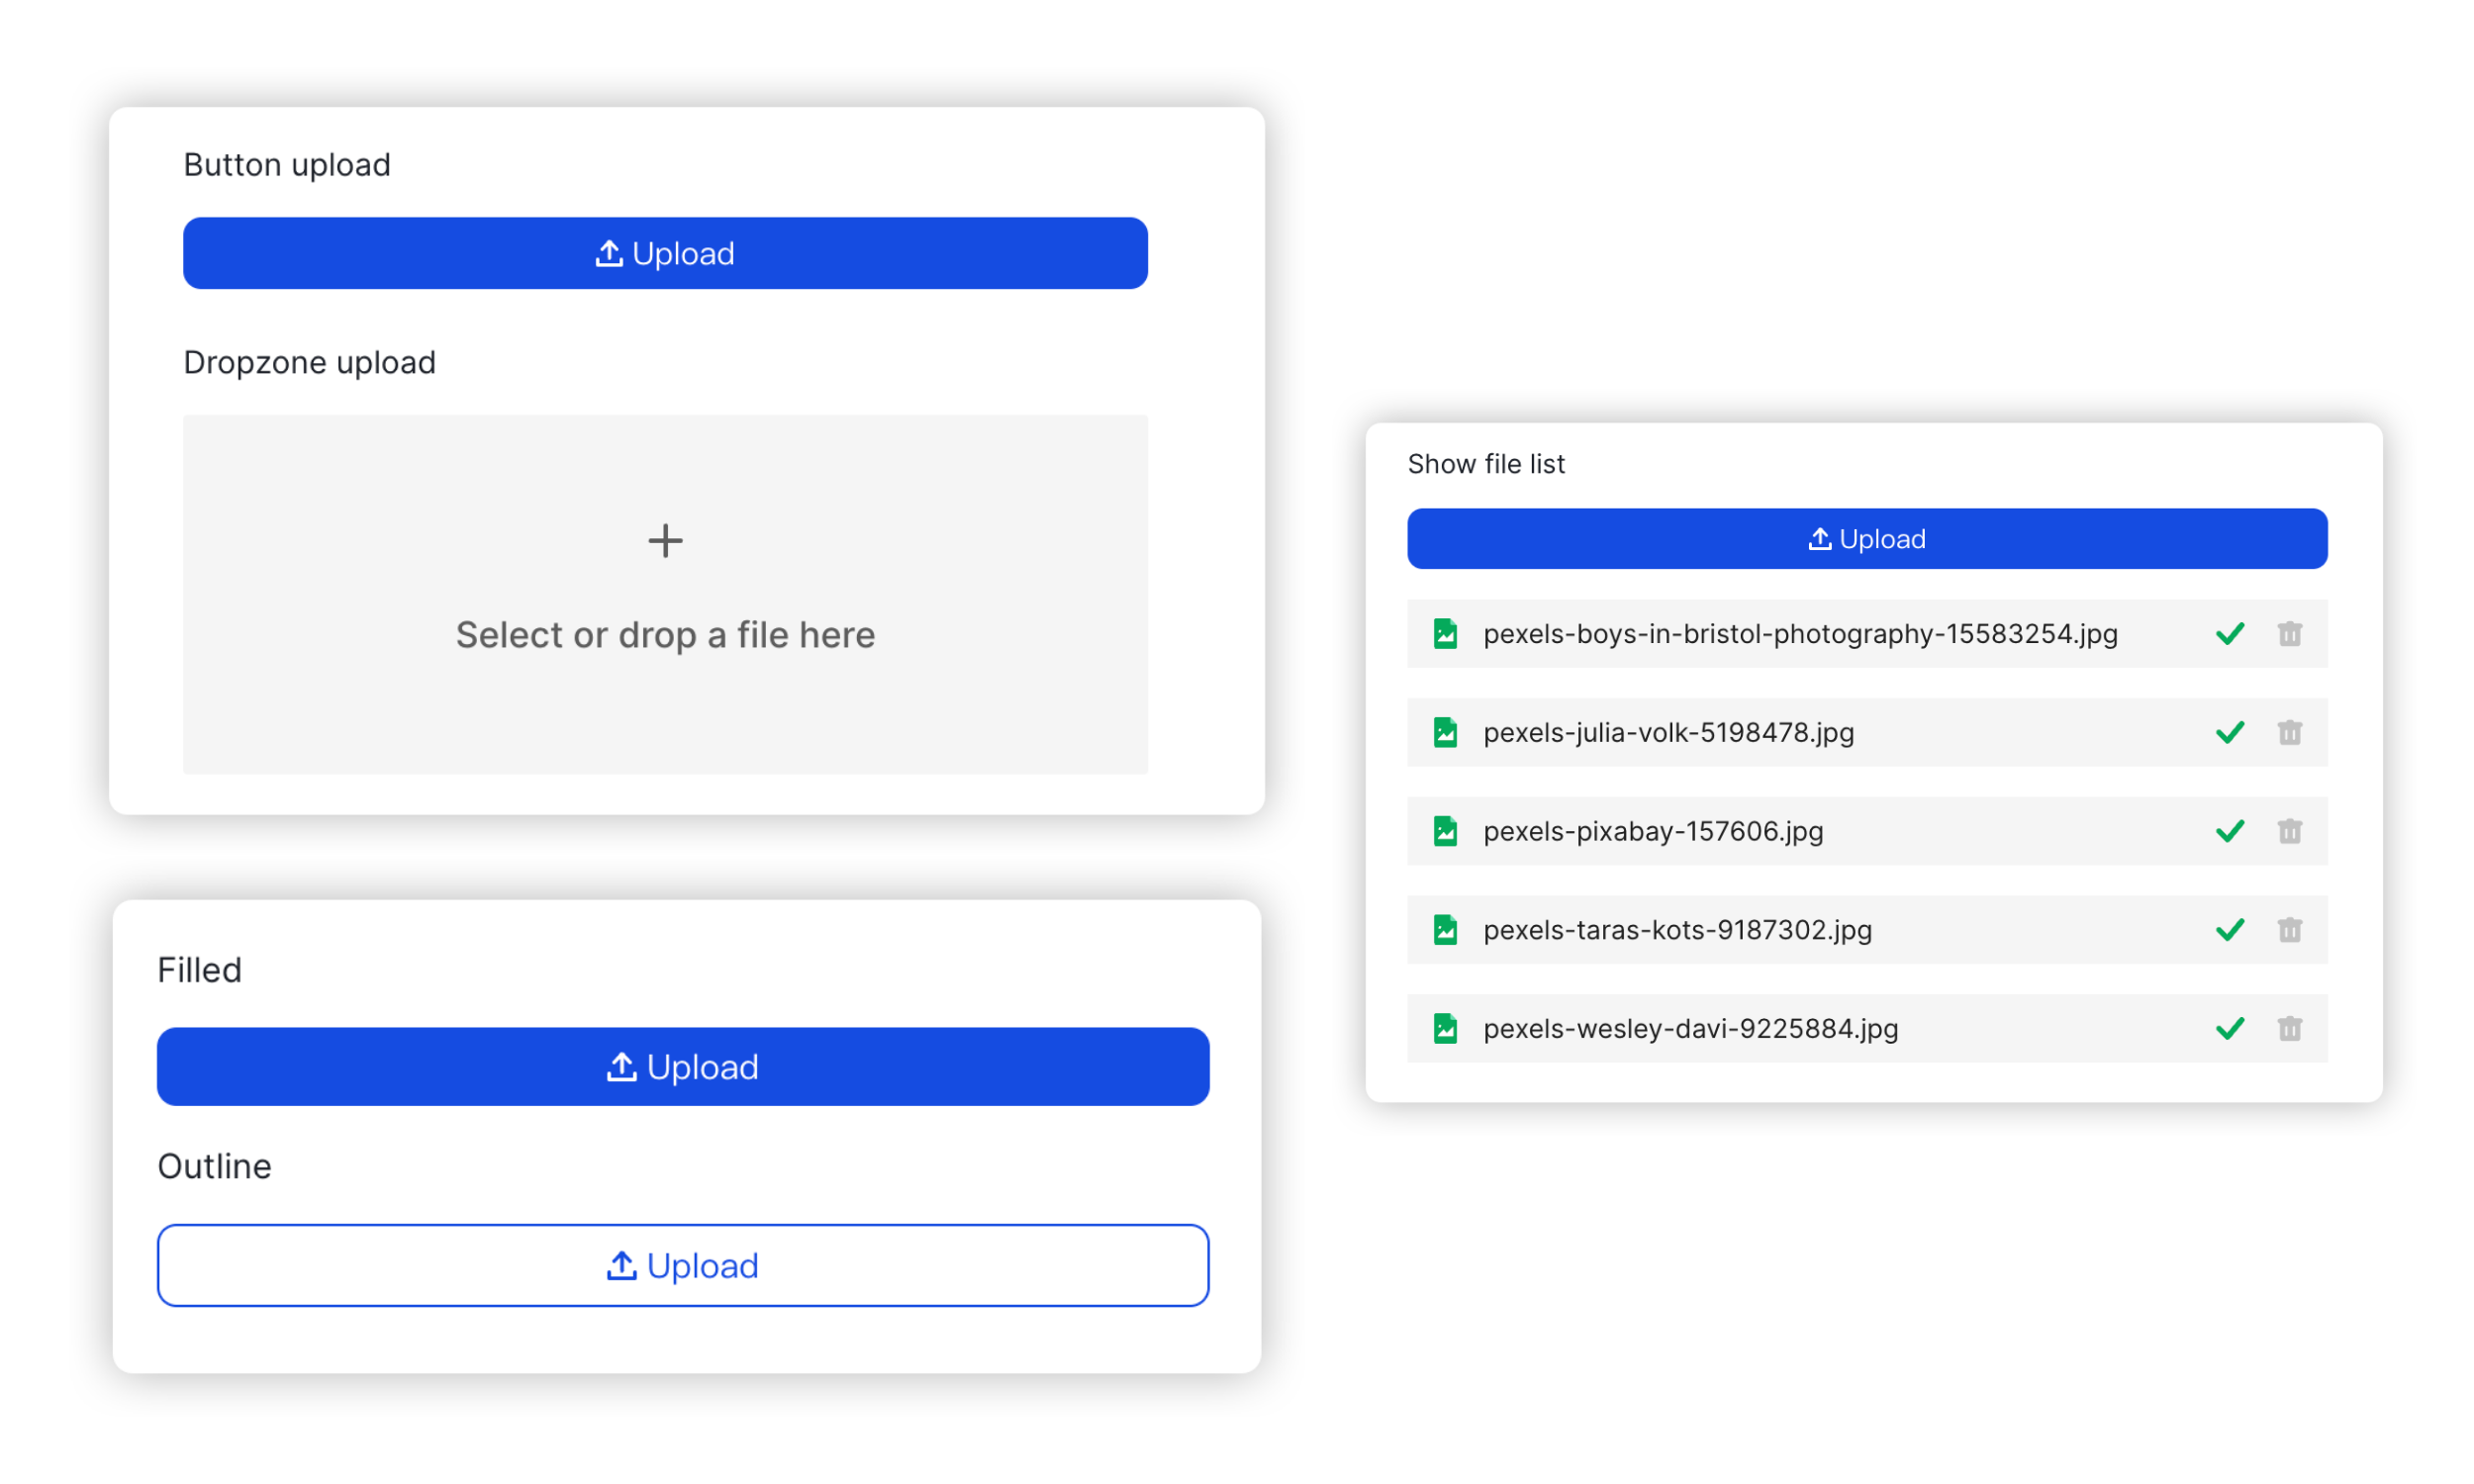 Button upload
Upload
Dropzone upload
Select or drop a file here
Filled
Upload
Outline
Upload
Show file list
Upload
pexels-boys-in-bristol-photography-15583254.jpg
pexels-julia-volk-5198478.jpg
pexels-pixabay-157606.jpg
pexels-taras-kots-9187302.jpg
pexels-wesley-davi-9225884.jpg